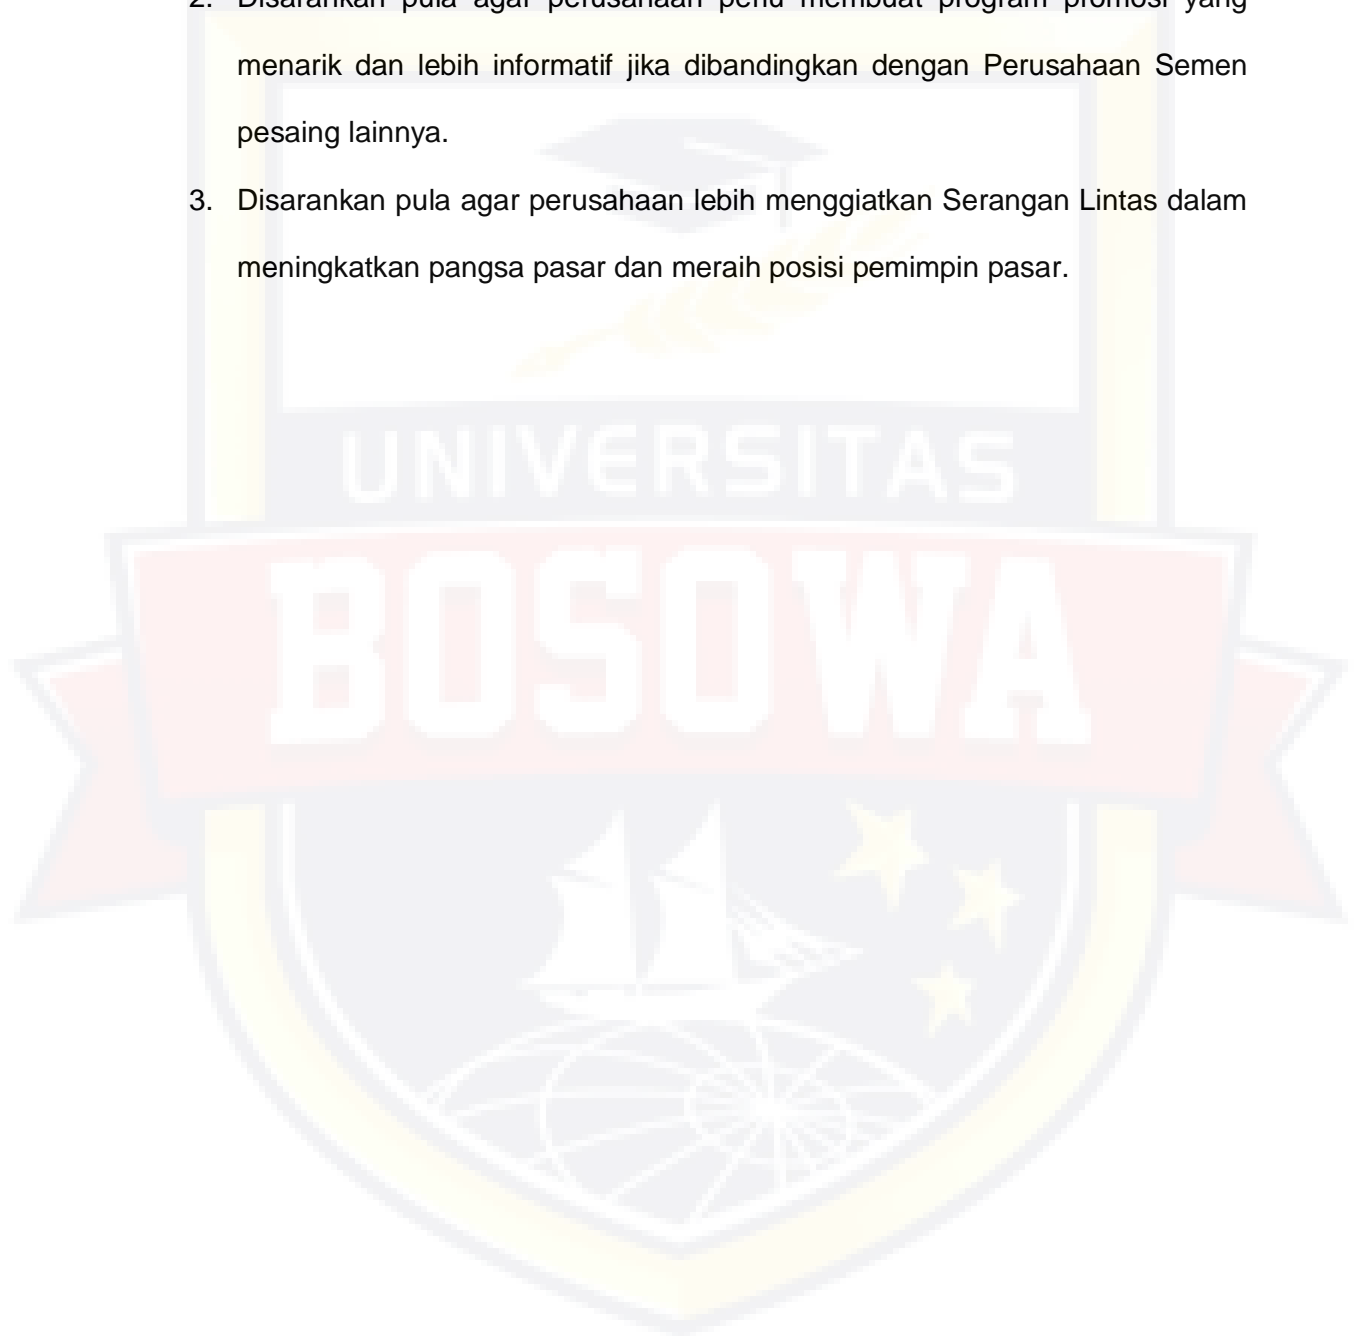 2. Disarankan pula agar perusahaan perlu membuat program promosi yang
menarik dan lebih informatif jika dibandingkan dengan Perusahaan Semen
pesaing lainnya.
3. Disarankan pula agar perusahaan lebih menggiatkan Serangan Lintas dalam
meningkatkan pangsa pasar dan meraih posisi pemimpin pasar.
UNIVERSITAS
BOSOWA